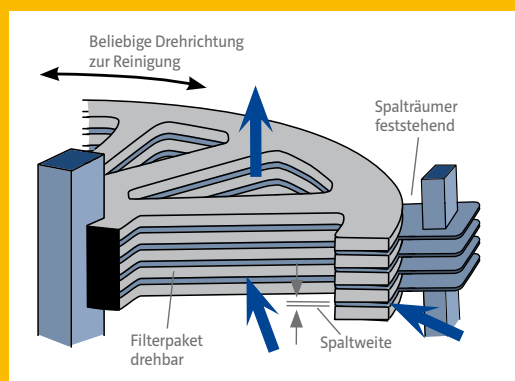 Beliebige Drehrichtung
zur Reinigung
Spalträumer
feststehend
Filterpaket
drehbar
Spaltweite